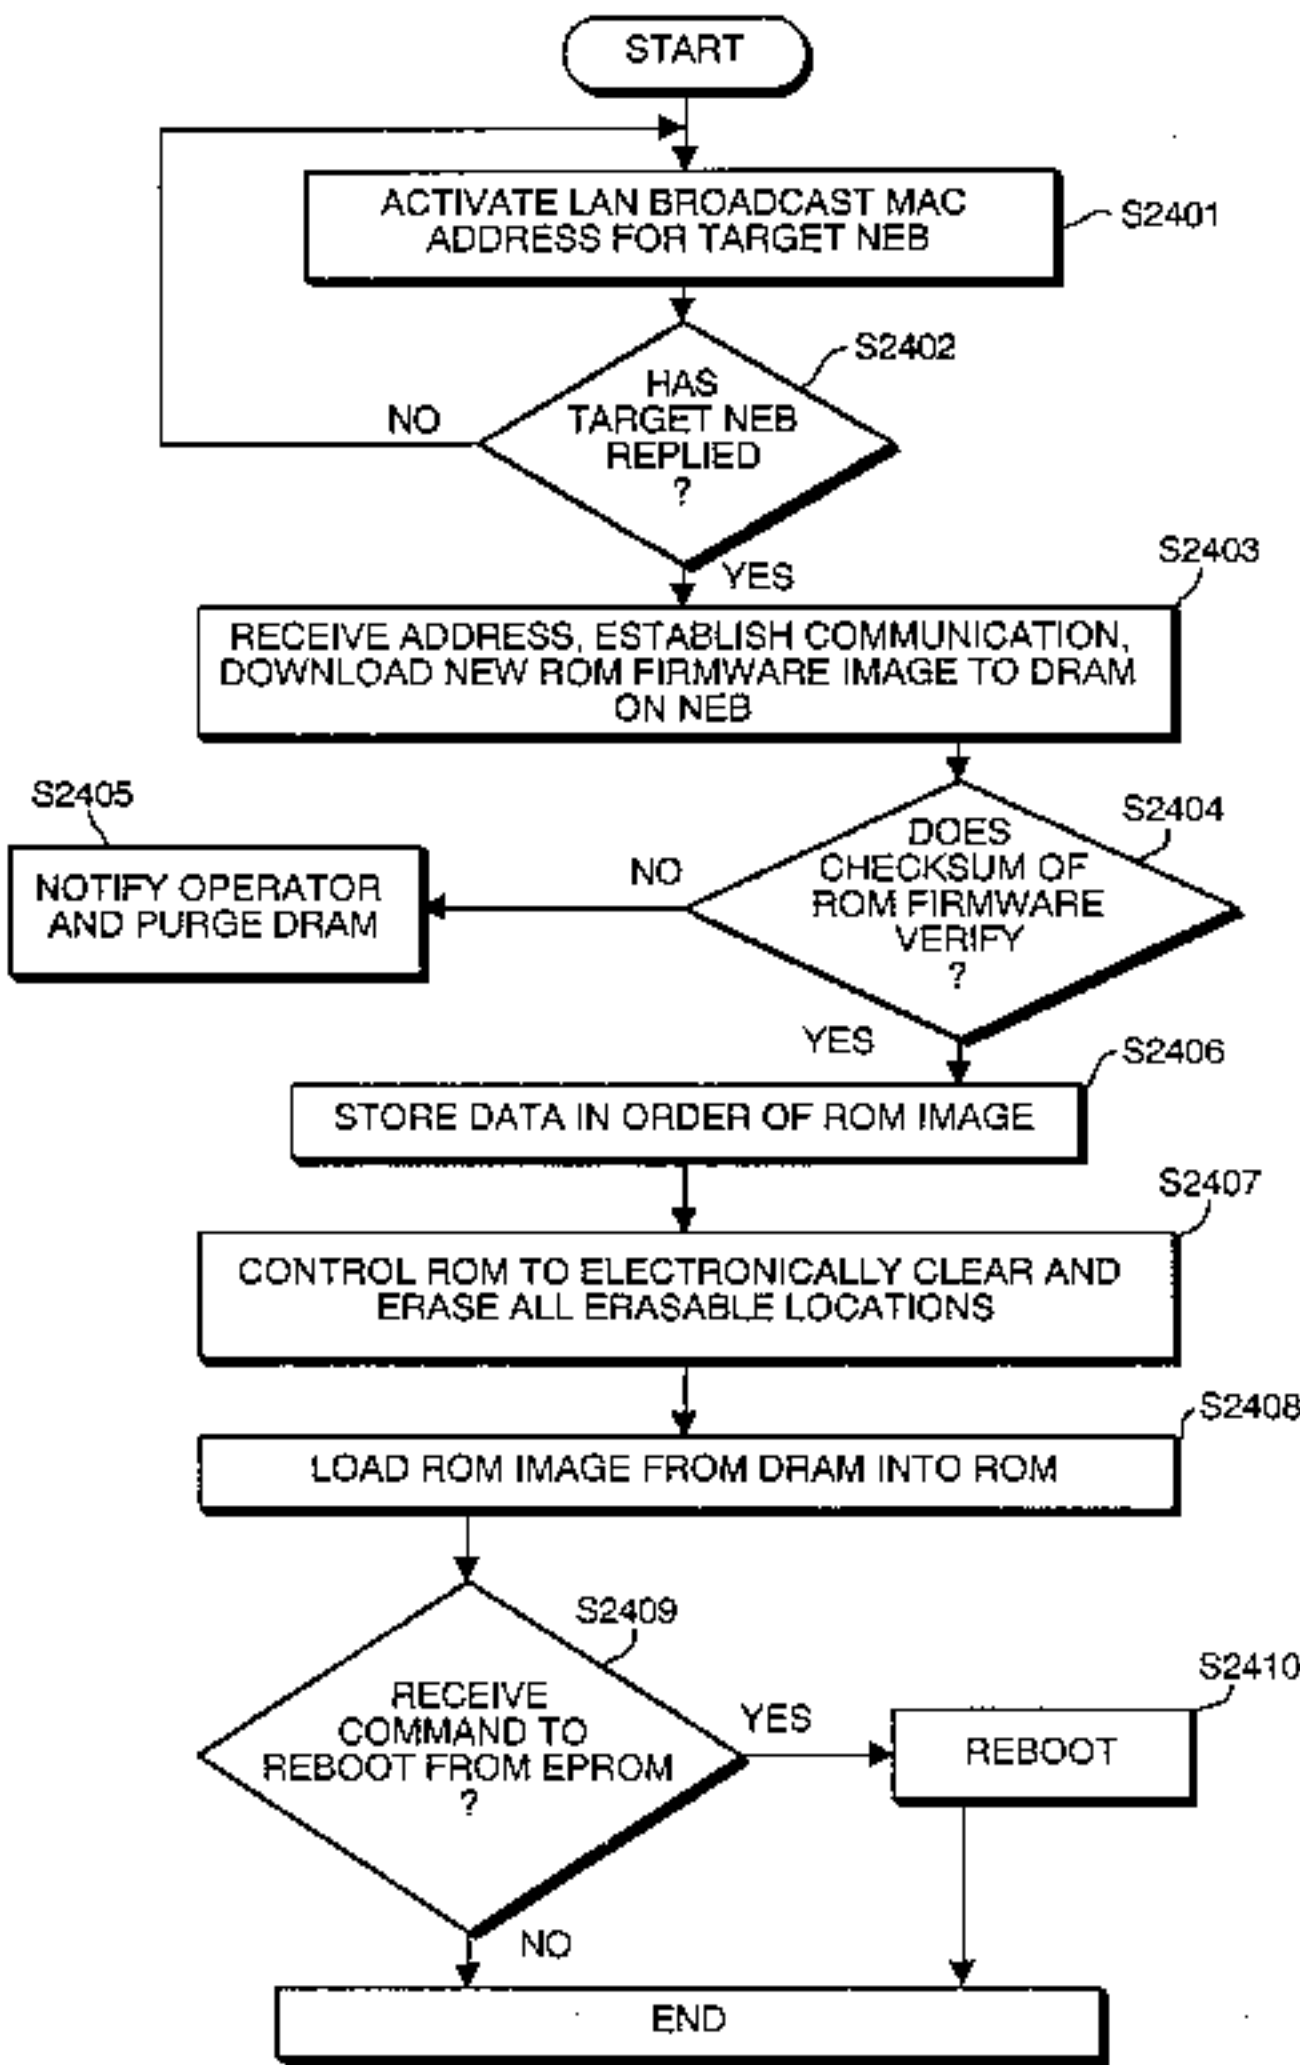 START
ACTIVATE LAN BROADCAST MAC
ADDRESS FOR TARGET NEB
S2401
S2402
HAS
TARGET NEB
REPLIED
?
NO
YES
S2403
RECEIVE ADDRESS, ESTABLISH COMMUNICATION,
DOWNLOAD NEW ROM FIRMWARE IMAGE TO DRAM
ON NEB
S2404
DOES
CHECKSUM OF
ROM FIRMWARE
VERIFY
?
NO
S2405
NOTIFY OPERATOR
AND PURGE DRAM
YES
S2406
STORE DATA IN ORDER OF ROM IMAGE
S2407
CONTROL ROM TO ELECTRONICALLY CLEAR AND
ERASE ALL ERASABLE LOCATIONS
S2408
LOAD ROM IMAGE FROM DRAM INTO ROM
S2409
RECEIVE
COMMAND TO
REBOOT FROM EPROM
?
YES
S2410
REBOOT
NO
END